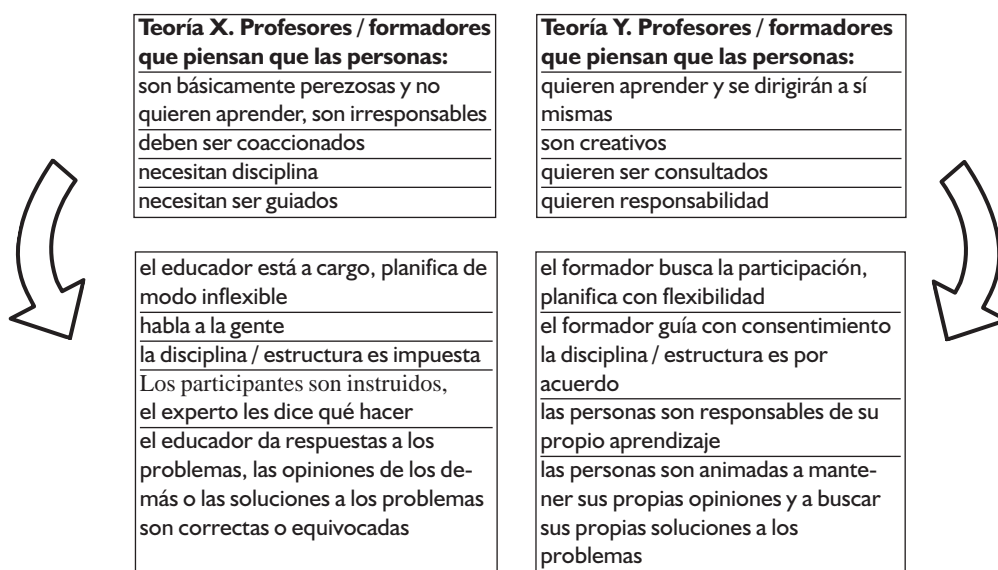 Teoría X. Profesores / formadores
que piensan que las personas:
son básicamente perezosas y no
quieren aprender, son irresponsables
deben ser coaccionados
necesitan disciplina
necesitan ser guiados
Teoría Y. Profesores / formadores
que piensan que las personas:
quieren aprender y se dirigirán a sí
mismas
son creativos
quieren ser consultados
quieren responsabilidad
el educador está a cargo, planifica de
modo inflexible
habla a la gente
la disciplina / estructura es impuesta
Los participantes son instruidos,
el experto les dice qué hacer
el educador da respuestas a los
problemas, las opiniones de los de-
más o las soluciones a los problemas
son correctas o equivocadas
el formador busca la participación,
planifica con flexibilidad
el formador guía con consentimiento
la disciplina / estructura es por
acuerdo
las personas son responsables de su
propio aprendizaje
las personas son animadas a mante-
ner sus propias opiniones y a buscar
sus propias soluciones a los
problemas